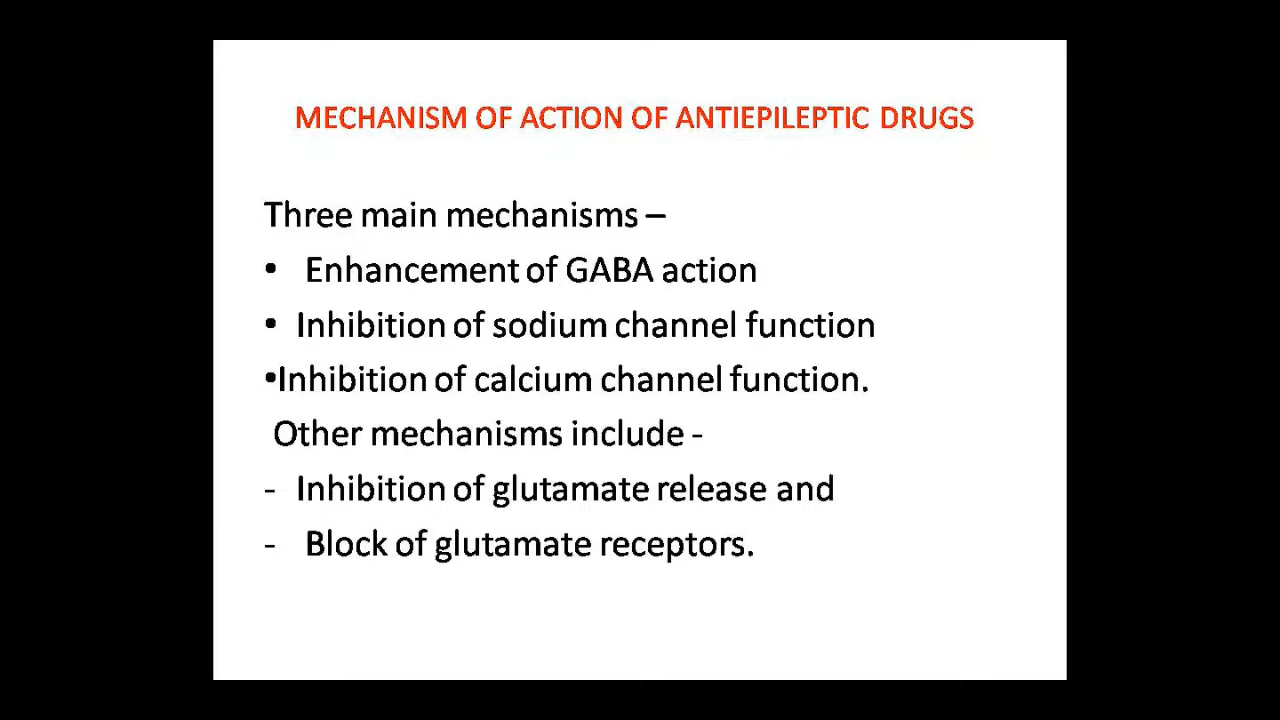 MECHANISM OF ACTION OF ANTIEPILEPTIC DRUGS
Three main mechanisms –
• Enhancement of GABA action
• Inhibition of sodium channel function
•Inhibition of calcium channel function.
Other mechanisms include -
- Inhibition of glutamate release and
- Block of glutamate receptors.